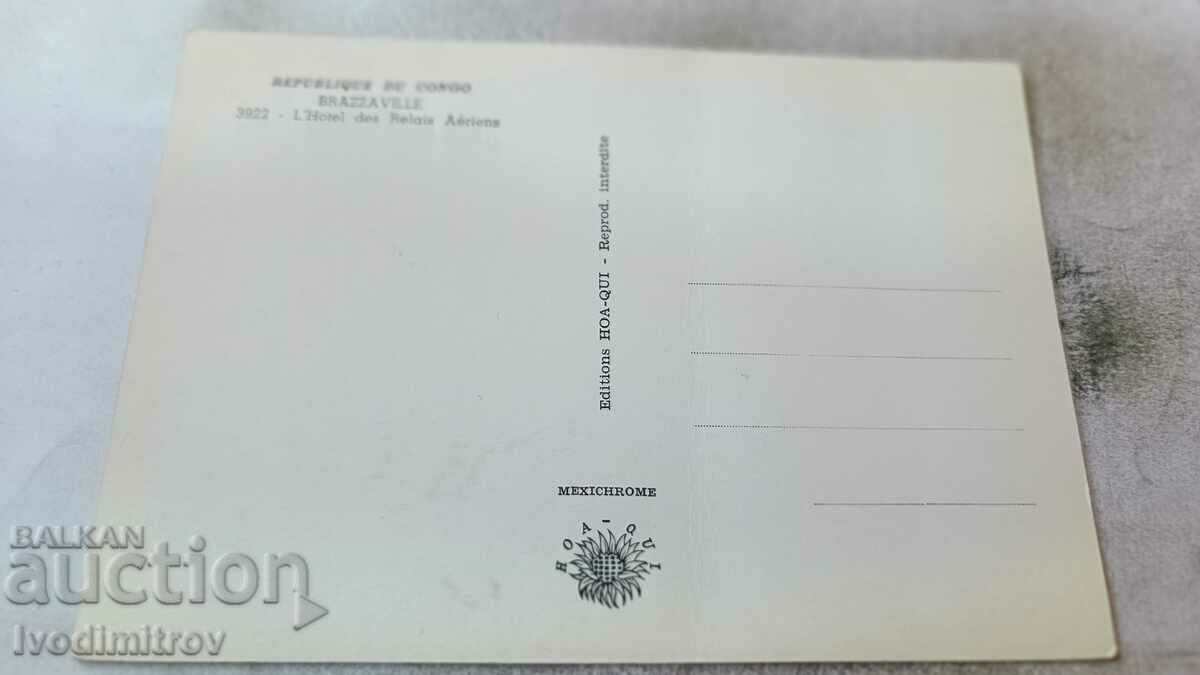 REPUBLIQUE DU CONGO
BRAZZAVILLE
3922 - L'Hotel des Relais Aériens
Editions HOA-QUI - Reprod. interdite
MEXICHROME
HOA-QUI
BALKAN
auction
Ivodimitrov